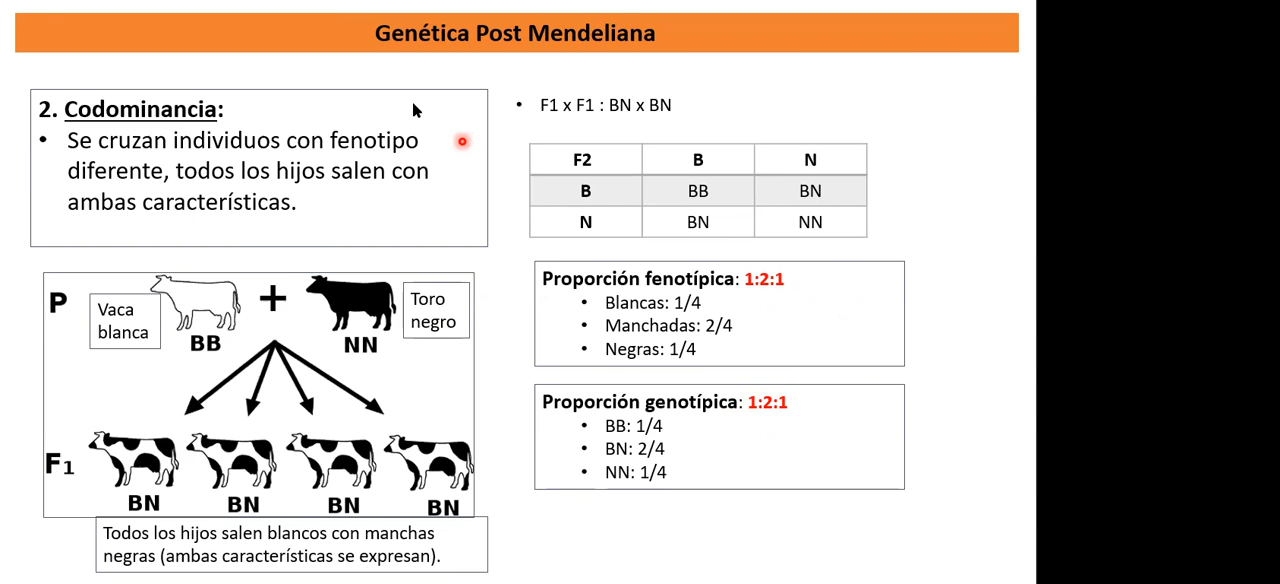 Genética Post Mendeliana
2. Codominancia:
• Se cruzan individuos con fenotipo
diferente, todos los hijos salen con
ambas características.
P
Vaca
blanca
+
Toro
negro
BB
NN
F1
BN
BN
BN
BN
Todos los hijos salen blancos con manchas
negras (ambas características se expresan).
• F1 x F1 : BN x BN
F2 B N
B BB BN
N BN NN
Proporción fenotípica: 1:2:1
• Blancas: 1/4
• Manchadas: 2/4
• Negras: 1/4
Proporción genotípica: 1:2:1
• BB: 1/4
• BN: 2/4
• NN: 1/4